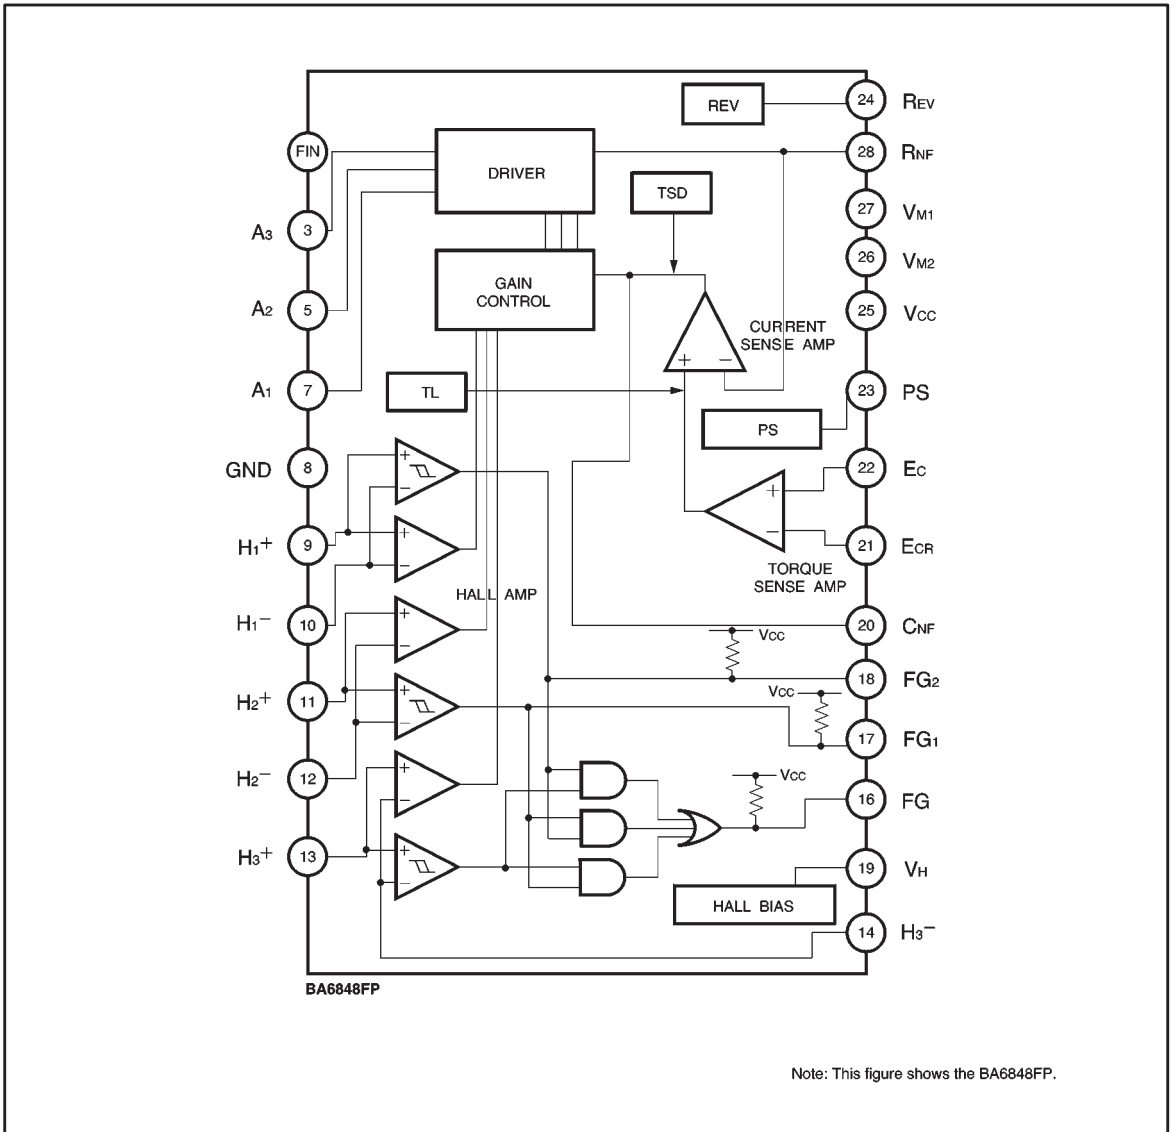 REV
24 REV
FIN
DRIVER
28 RNF
TSD
27 VM1
A3 3
26 VM2
GAIN
CONTROL
A2 5
25 VCC
CURRENT
SENSE AMP
+ −
A1 7
TL
23 PS
PS
GND 8
+
−
22 EC
+
−
H1+ 9
+
−
21 ECR
TORQUE
SENSE AMP
HALL AMP
H1− 10
+
−
20 CNF
VCC
18 FG2
H2+ 11
+
−
VCC
17 FG1
H2− 12
+
−
VCC
16 FG
H3+ 13
+
−
19 VH
HALL BIAS
14 H3−
BA6848FP
Note: This figure shows the BA6848FP.